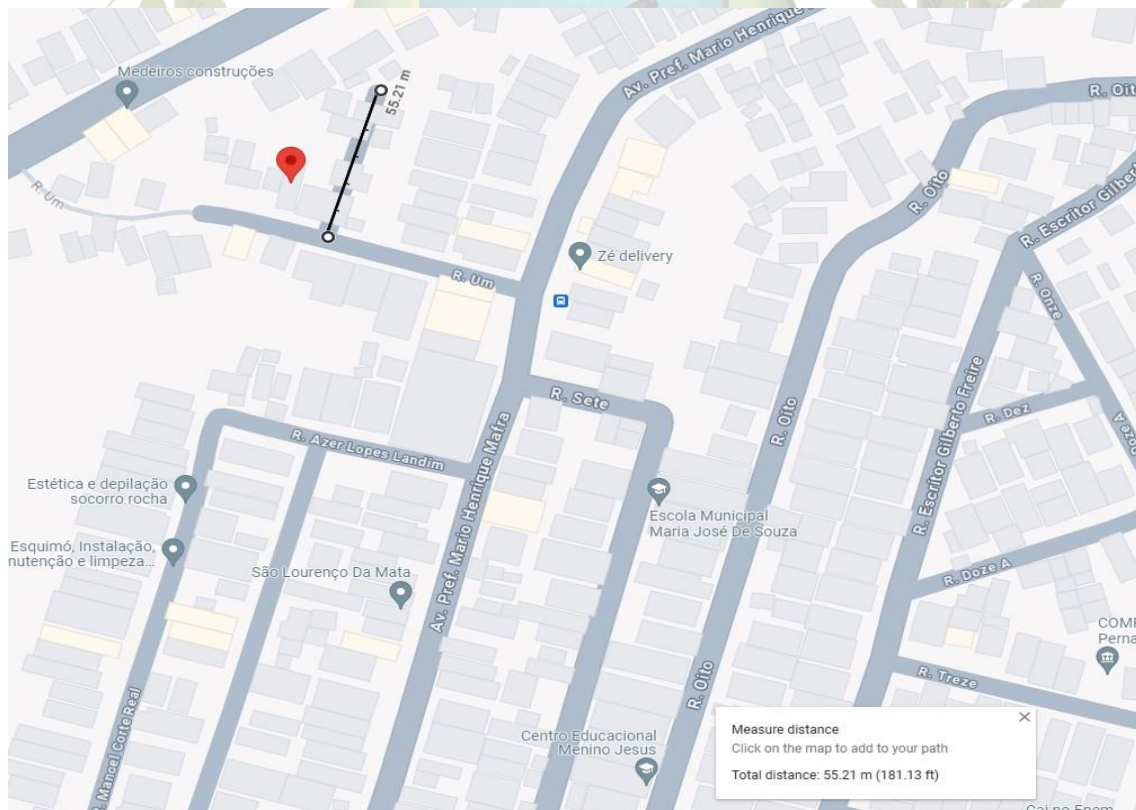 Av. Pref. Mario Henrique
Medeiros construções
55.21 m
R. Oito
R. Um
R. Oito
R. Escritor Gilberto
Zé delivery
R. Um
R. Onze
R. Sete
R. Dez
R. Oito
R. Azer Lopes Landim
Av. Pref. Mario Henrique Mafra
R. Escritor Gilberto Freire
Estética e depilação
socorro rocha
Escola Municipal
Maria José De Souza
Esquimó, Instalação,
nutenção e limpeza...
São Lourenço Da Mata
R. Doze A
COMP
Perna
R. Oito
R. Treze
R. Manoel Corte Real
Centro Educacional
Menino Jesus
Measure distance
Click on the map to add to your path
Total distance: 55.21 m (181.13 ft)